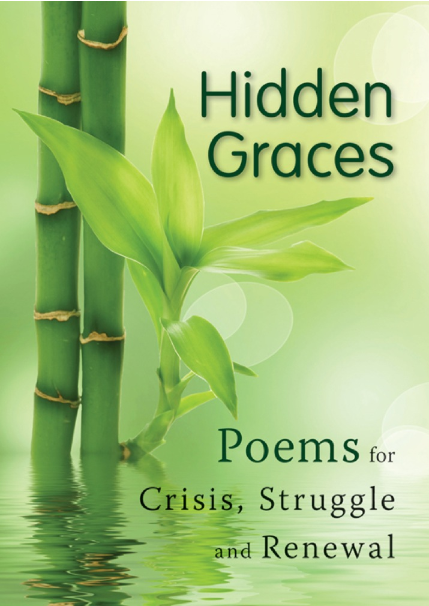 Hidden
Graces
Poems for
Crisis, Struggle
and Renewal